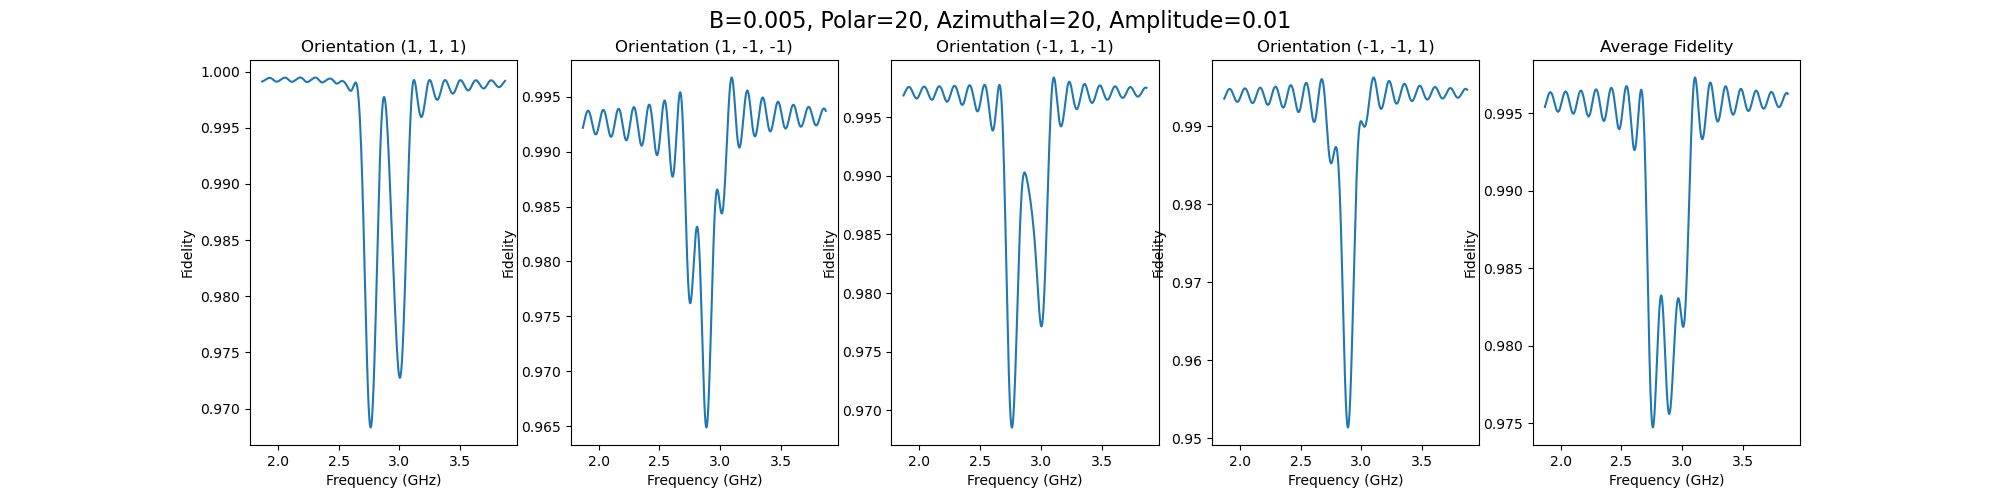 B=0.005, Polar=20, Azimuthal=20, Amplitude=0.01
Orientation (1, 1, 1)
Fidelity
1.000
0.995
0.990
0.985
0.980
0.975
0.970
2.0 2.5 3.0 3.5
Frequency (GHz)
Orientation (1, -1, -1)
Fidelity
0.995
0.990
0.985
0.980
0.975
0.970
0.965
2.0 2.5 3.0 3.5
Frequency (GHz)
Orientation (-1, 1, -1)
Fidelity
0.995
0.990
0.985
0.980
0.975
0.970
2.0 2.5 3.0 3.5
Frequency (GHz)
Orientation (-1, -1, 1)
Fidelity
0.99
0.98
0.97
0.96
0.95
2.0 2.5 3.0 3.5
Frequency (GHz)
Average Fidelity
Fidelity
0.995
0.990
0.985
0.980
0.975
2.0 2.5 3.0 3.5
Frequency (GHz)